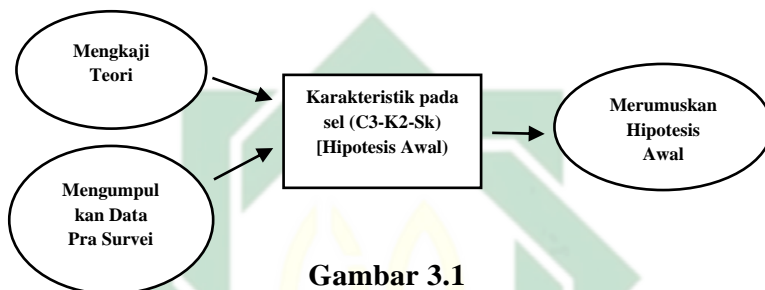 Mengkaji
Teori
Mengumpul
kan Data
Pra Survei
Karakteristik pada
sel (C3-K2-Sk)
[Hipotesis Awal)
Merumuskan
Hipotesis
Awal
Gambar 3.1